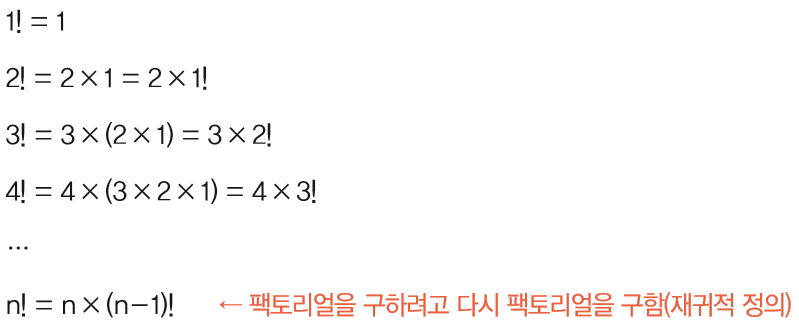 1! = 1
2! = 2 × 1 = 2 × 1!
3! = 3 × (2 × 1) = 3 × 2!
4! = 4 × (3 × 2 × 1) = 4 × 3!
...
n! = n × (n−1)! ← 팩토리얼을 구하려고 다시 팩토리얼을 구함(재귀적 정의)